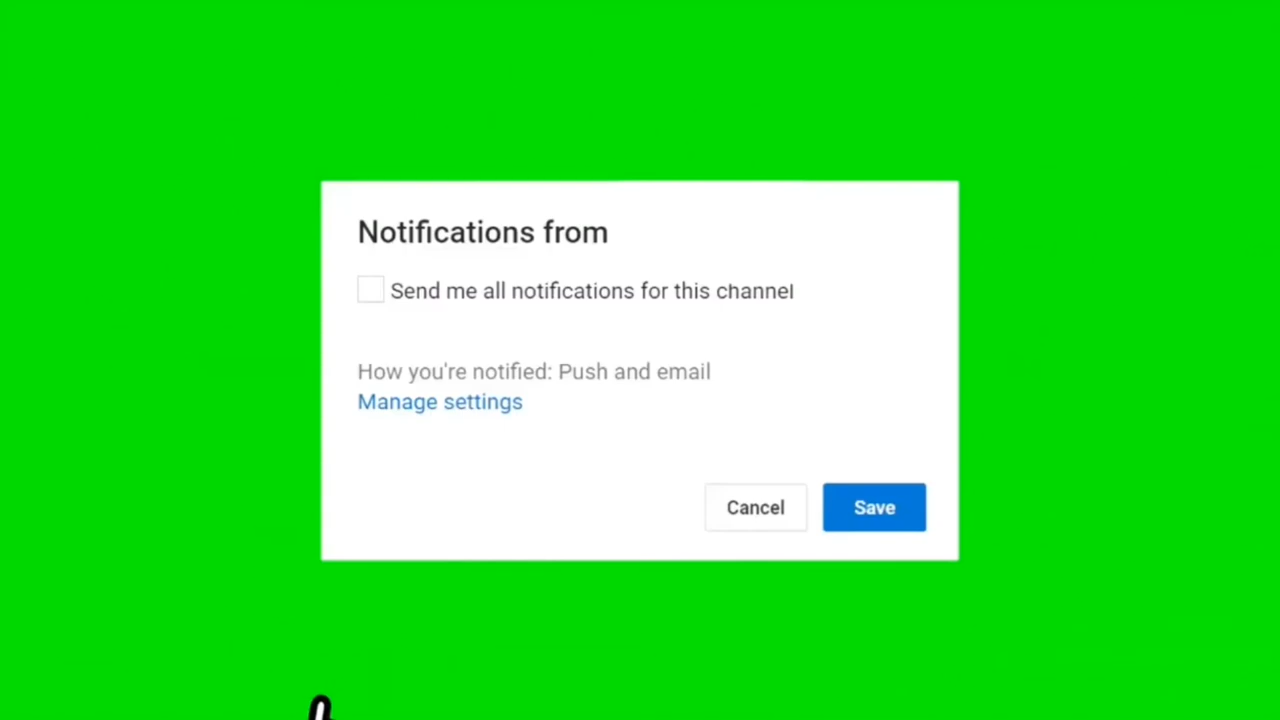 Notifications from
Send me all notifications for this channel
How you're notified: Push and email
Manage settings
Cancel Save